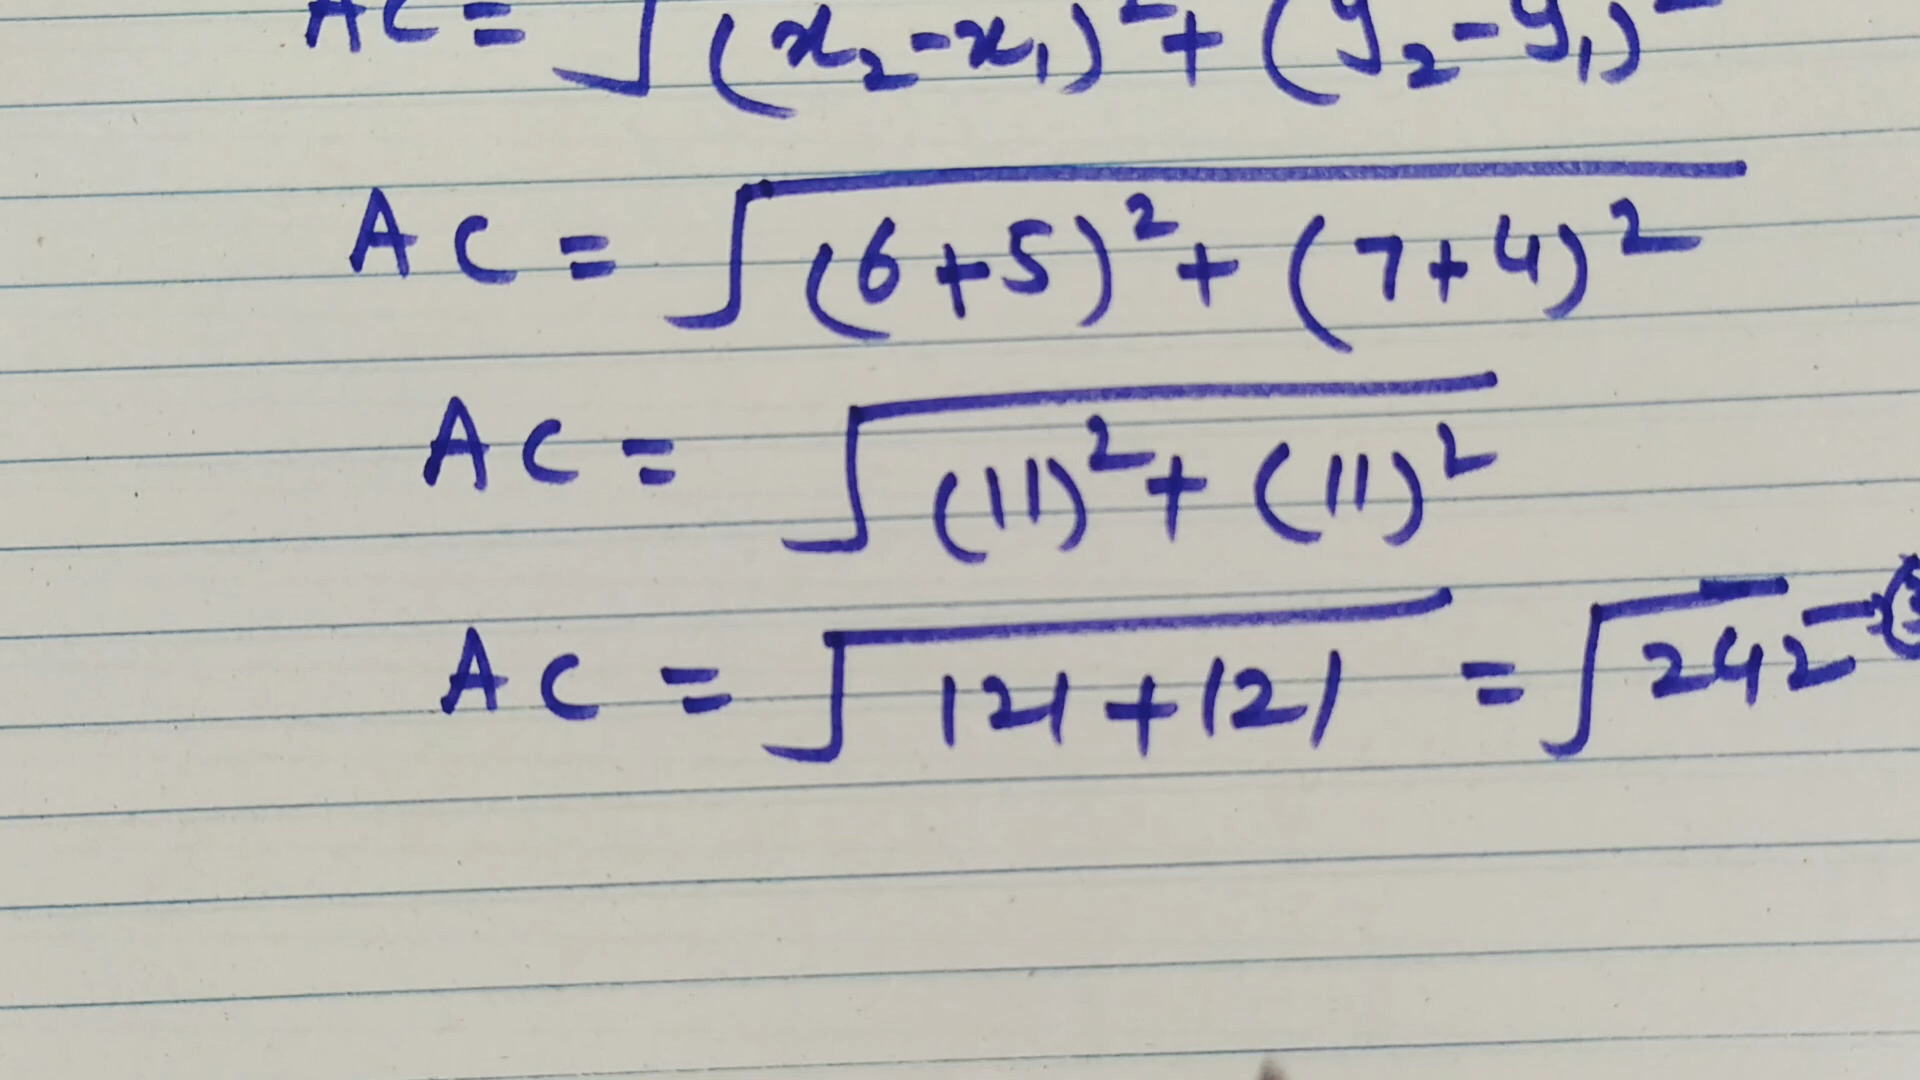 AC = √(x₂-x₁)²+(y₂-y₁)²
AC = √(6+5)²+(7+4)²
AC = √(11)²+(11)²
AC = √121+121 = √242 -